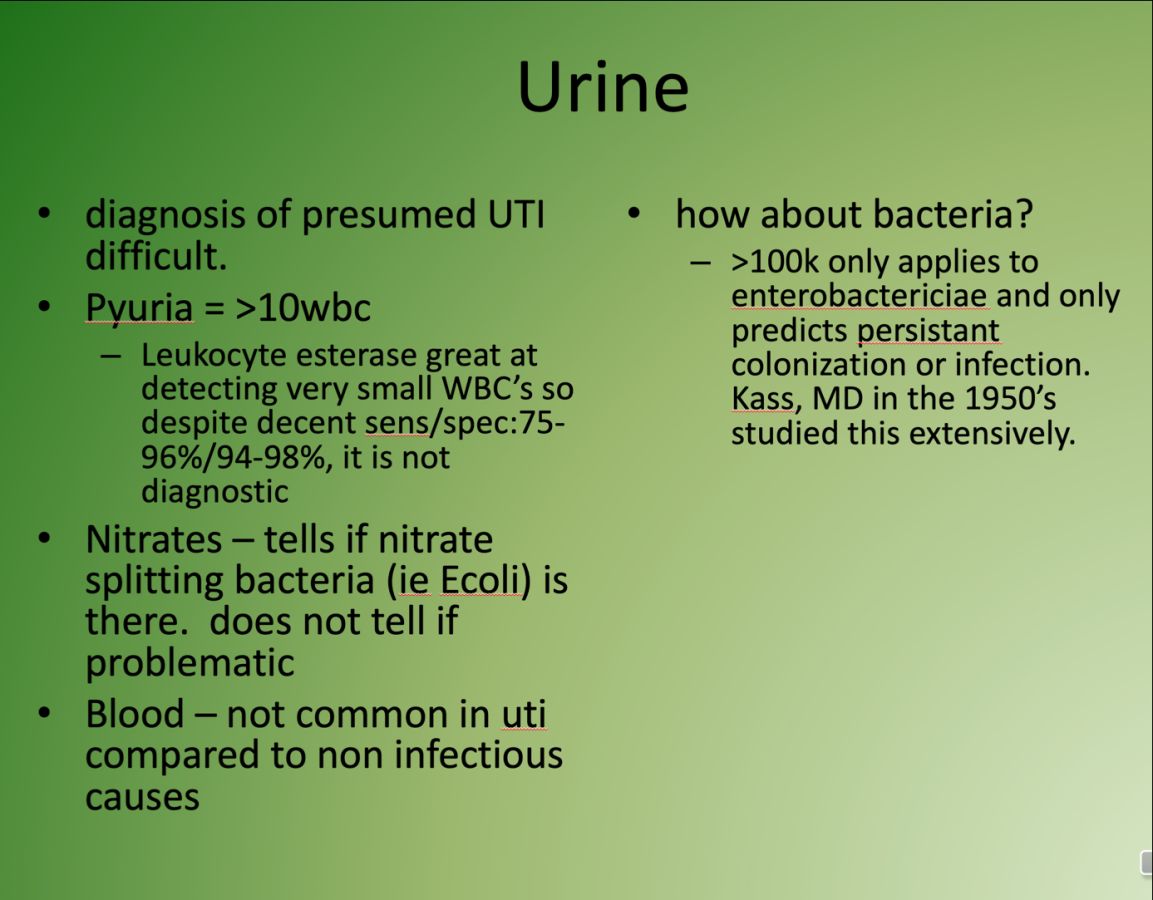 Urine
• diagnosis of presumed UTI
difficult.
• Pyuria = >10wbc
– Leukocyte esterase great at
detecting very small WBC’s so
despite decent sens/spec:75-
96%/94-98%, it is not
diagnostic
• Nitrates – tells if nitrate
splitting bacteria (ie Ecoli) is
there.  does not tell if
problematic
• Blood – not common in uti
compared to non infectious
causes
• how about bacteria?
– >100k only applies to
enterobactericiae and only
predicts persistant
colonization or infection.
Kass, MD in the 1950’s
studied this extensively.